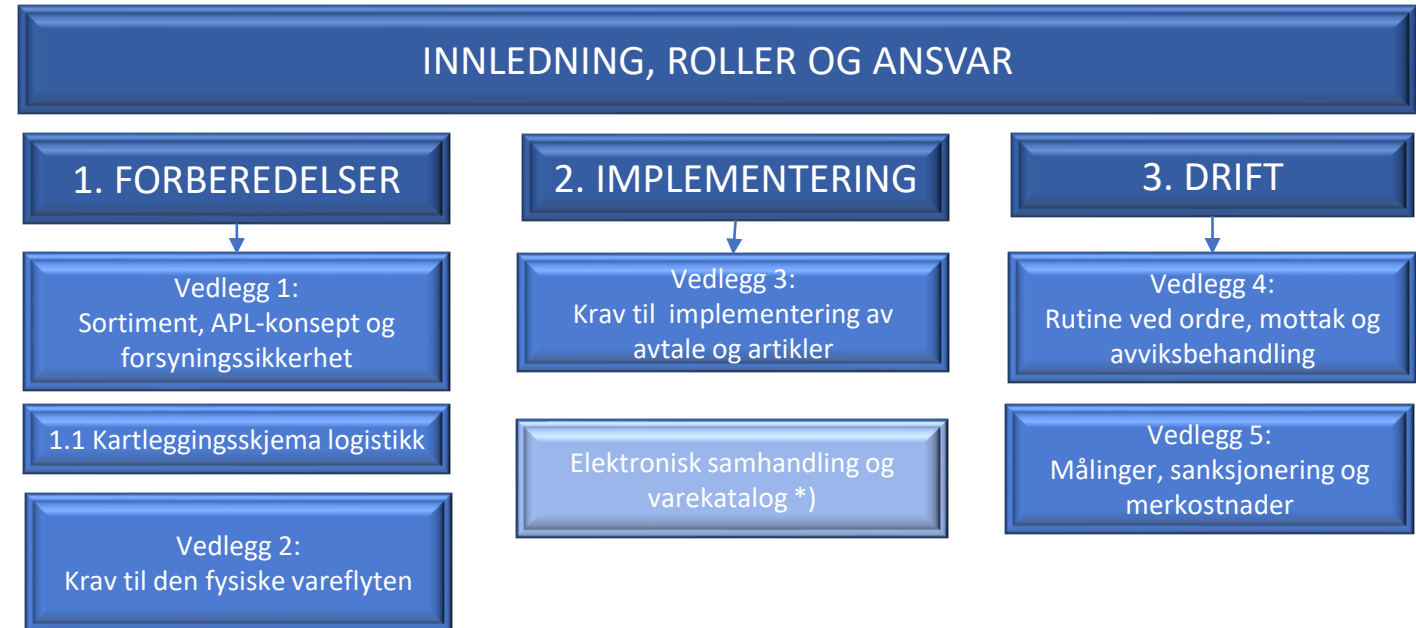 INNLEDNING, ROLLER OG ANSVAR
1. FORBEREDELSER
Vedlegg 1:
Sortiment, APL-konsept og
forsyningssikkerhet
1.1 Kartleggingsskjema logistikk
Vedlegg 2:
Krav til den fysiske vareflyten
2. IMPLEMENTERING
Vedlegg 3:
Krav til  implementering av
avtale og artikler
Elektronisk samhandling og
varekatalog *)
3. DRIFT
Vedlegg 4:
Rutine ved ordre, mottak og
avviksbehandling
Vedlegg 5:
Målinger, sanksjonering og
merkostnader